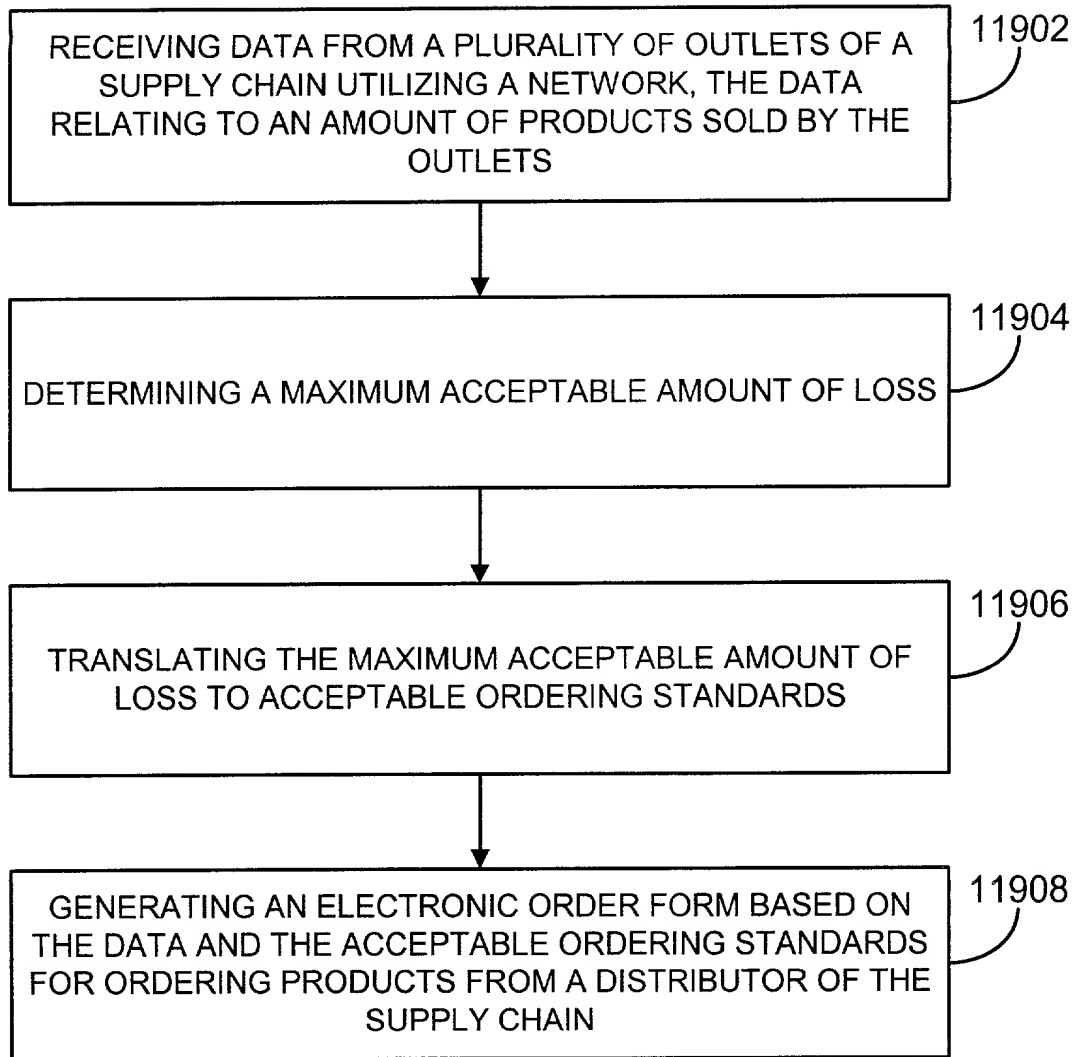 RECEIVING DATA FROM A PLURALITY OF OUTLETS OF A
SUPPLY CHAIN UTILIZING A NETWORK, THE DATA
RELATING TO AN AMOUNT OF PRODUCTS SOLD BY THE
OUTLETS
11902
DETERMINING A MAXIMUM ACCEPTABLE AMOUNT OF LOSS
11904
TRANSLATING THE MAXIMUM ACCEPTABLE AMOUNT OF
LOSS TO ACCEPTABLE ORDERING STANDARDS
11906
GENERATING AN ELECTRONIC ORDER FORM BASED ON
THE DATA AND THE ACCEPTABLE ORDERING STANDARDS
FOR ORDERING PRODUCTS FROM A DISTRIBUTOR OF THE
SUPPLY CHAIN
11908